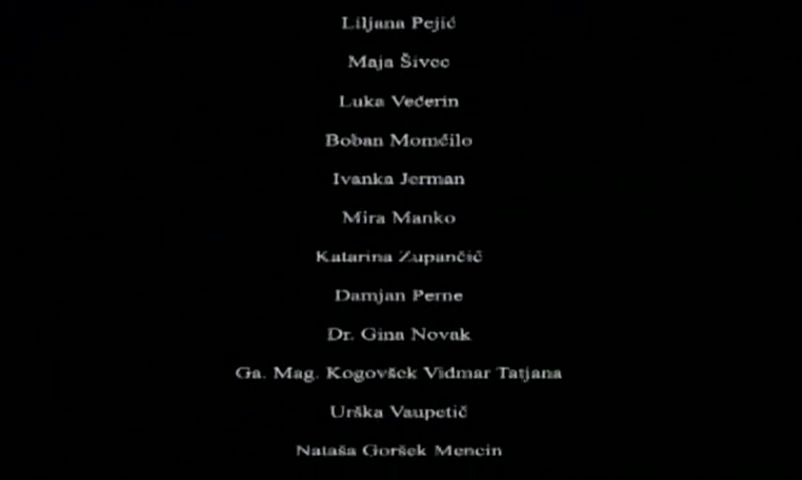 Liljana Pejić
Maja Šivec
Luka Večerin
Boban Momčilo
Ivanka Jerman
Mira Manko
Katarina Zupančič
Damjan Perne
Dr. Gina Novak
Ga. Mag. Kogovšek Vidmar Tatjana
Urška Vaupetič
Nataša Goršek Mencin